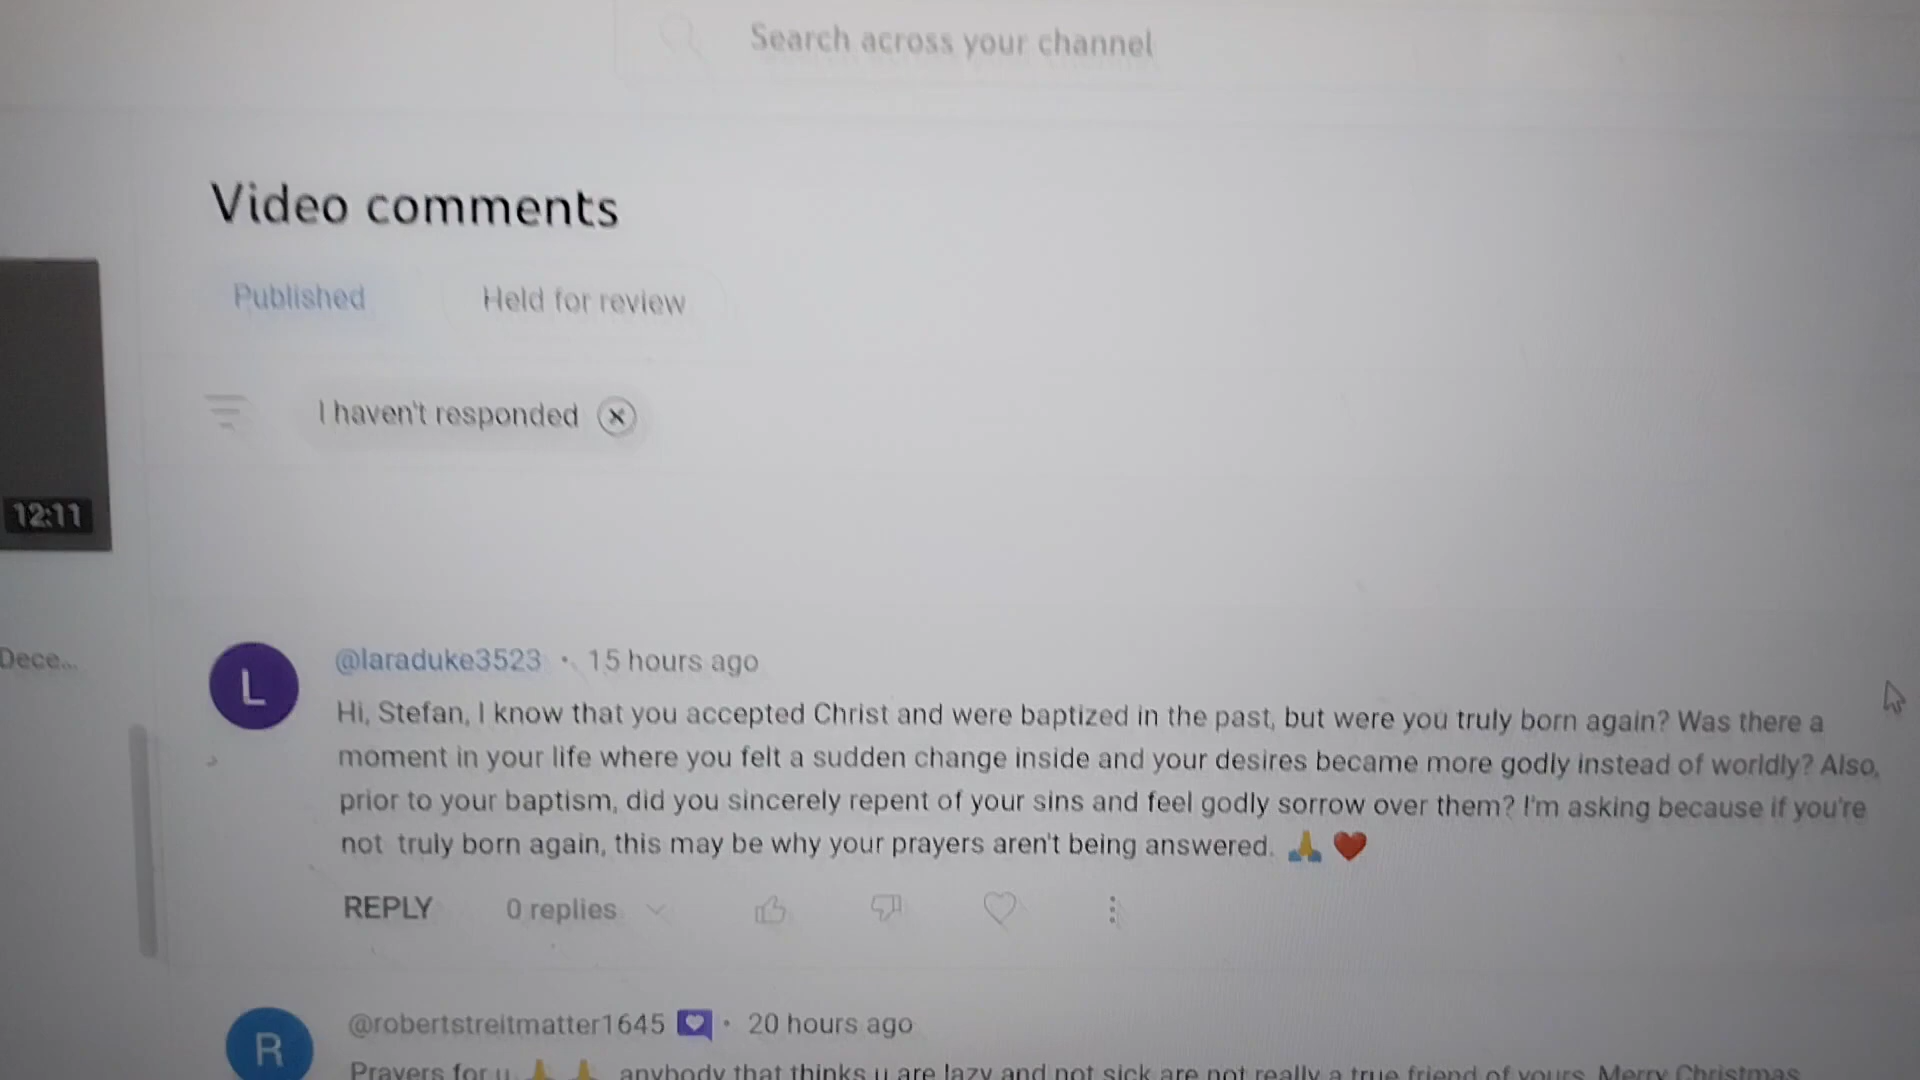 Search across your channel
Video comments
Published
Held for review
I haven't responded
12:11
Dece...
@laraduke3523 • 15 hours ago
Hi, Stefan, I know that you accepted Christ and were baptized in the past, but were you truly born again? Was there a
moment in your life where you felt a sudden change inside and your desires became more godly instead of worldly? Also,
prior to your baptism, did you sincerely repent of your sins and feel godly sorrow over them? I'm asking because if you're
not truly born again, this may be why your prayers aren't being answered. 🙏 ❤️
REPLY 0 replies
L
@robertstreitmatter1645 • 20 hours ago
R
Prayers for u 🙏 🙏 anybody that thinks u are lazy and not sick are not really a true friend of yours. Merry Christmas